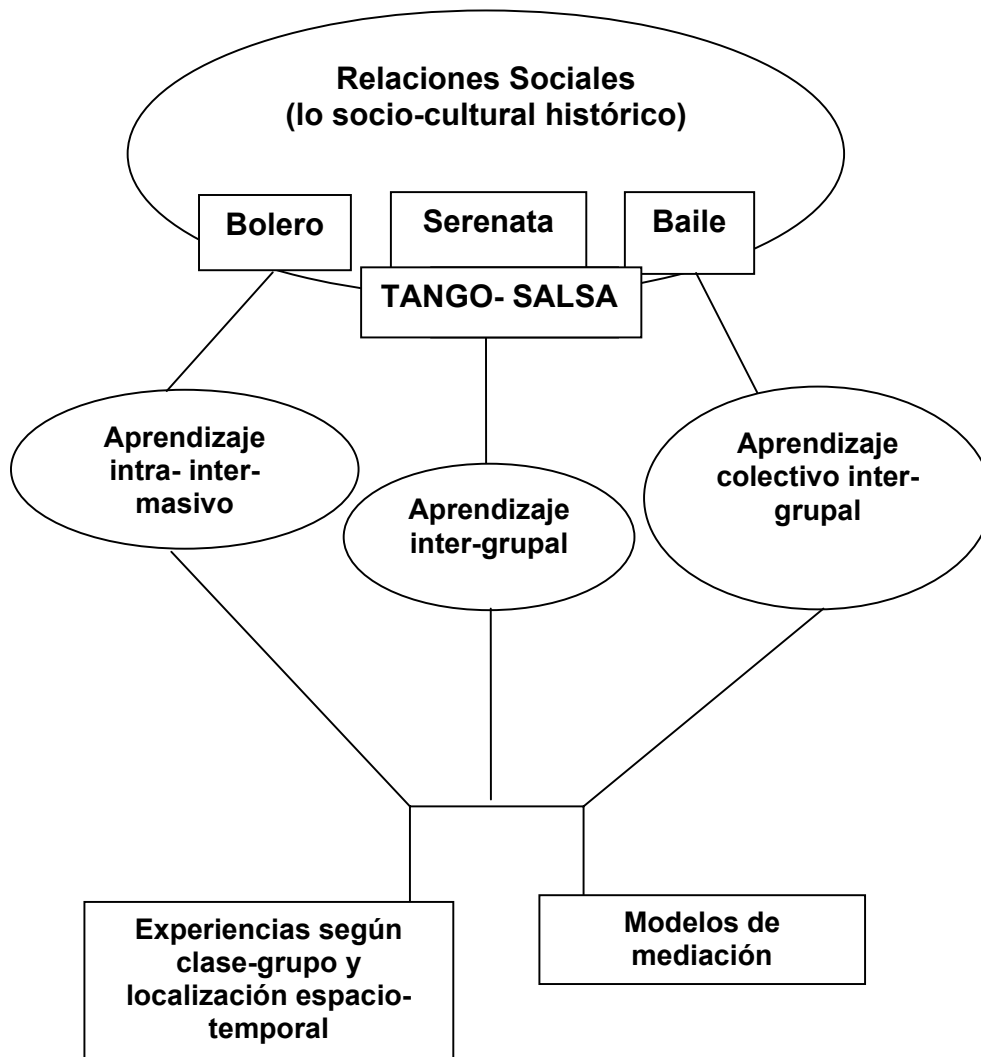 Relaciones Sociales
(lo socio-cultural histórico)
Bolero
Serenata
Baile
TANGO- SALSA
Aprendizaje
intra- inter-
masivo
Aprendizaje
inter-grupal
Aprendizaje
colectivo inter-
grupal
Experiencias según
clase-grupo y
localización espacio-
temporal
Modelos de
mediación